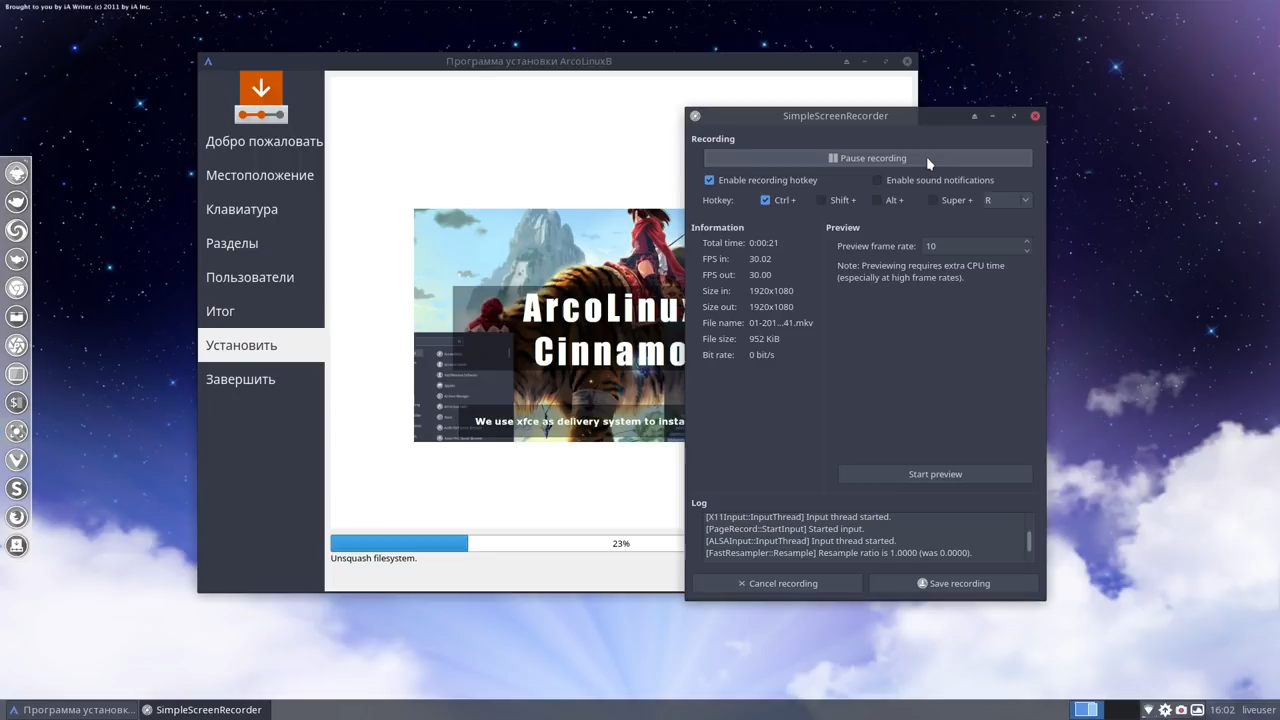 Brought to you by iA Writer. (c) 2011 by iA Inc.
Программа установки ArcoLinuxB
Добро пожаловать
Местоположение
Клавиатура
Разделы
Пользователи
Итог
Установить
Завершить
ArcoLinux
Cinnamo
We use xfce as delivery system to insta
23%
Unsquash filesystem.
SimpleScreenRecorder
Recording
Pause recording
Enable recording hotkey
Enable sound notifications
Hotkey: Ctrl + Shift + Alt + Super + R
Information
Total time: 0:00:21
FPS in: 30.02
FPS out: 30.00
Size in: 1920x1080
Size out: 1920x1080
File name: 01-201...41.mkv
File size: 952 KiB
Bit rate: 0 bit/s
Preview
Preview frame rate: 10
Note: Previewing requires extra CPU time
(especially at high frame rates).
Start preview
Log
[X11Input::InputThread] Input thread started.
[PageRecord::StartInput] Started input.
[ALSAInput::InputThread] Input thread started.
[FastResampler::Resample] Resample ratio is 1.0000 (was 0.0000).
Cancel recording
Save recording
Программа установк...
SimpleScreenRecorder
16:02 liveuser